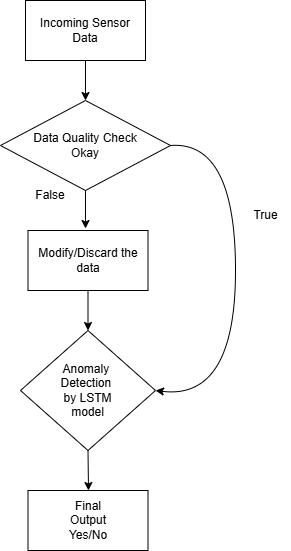 Incoming Sensor
Data
Data Quality Check
Okay
False
True
Modify/Discard the
data
Anomaly
Detection
by LSTM
model
Final
Output
Yes/No